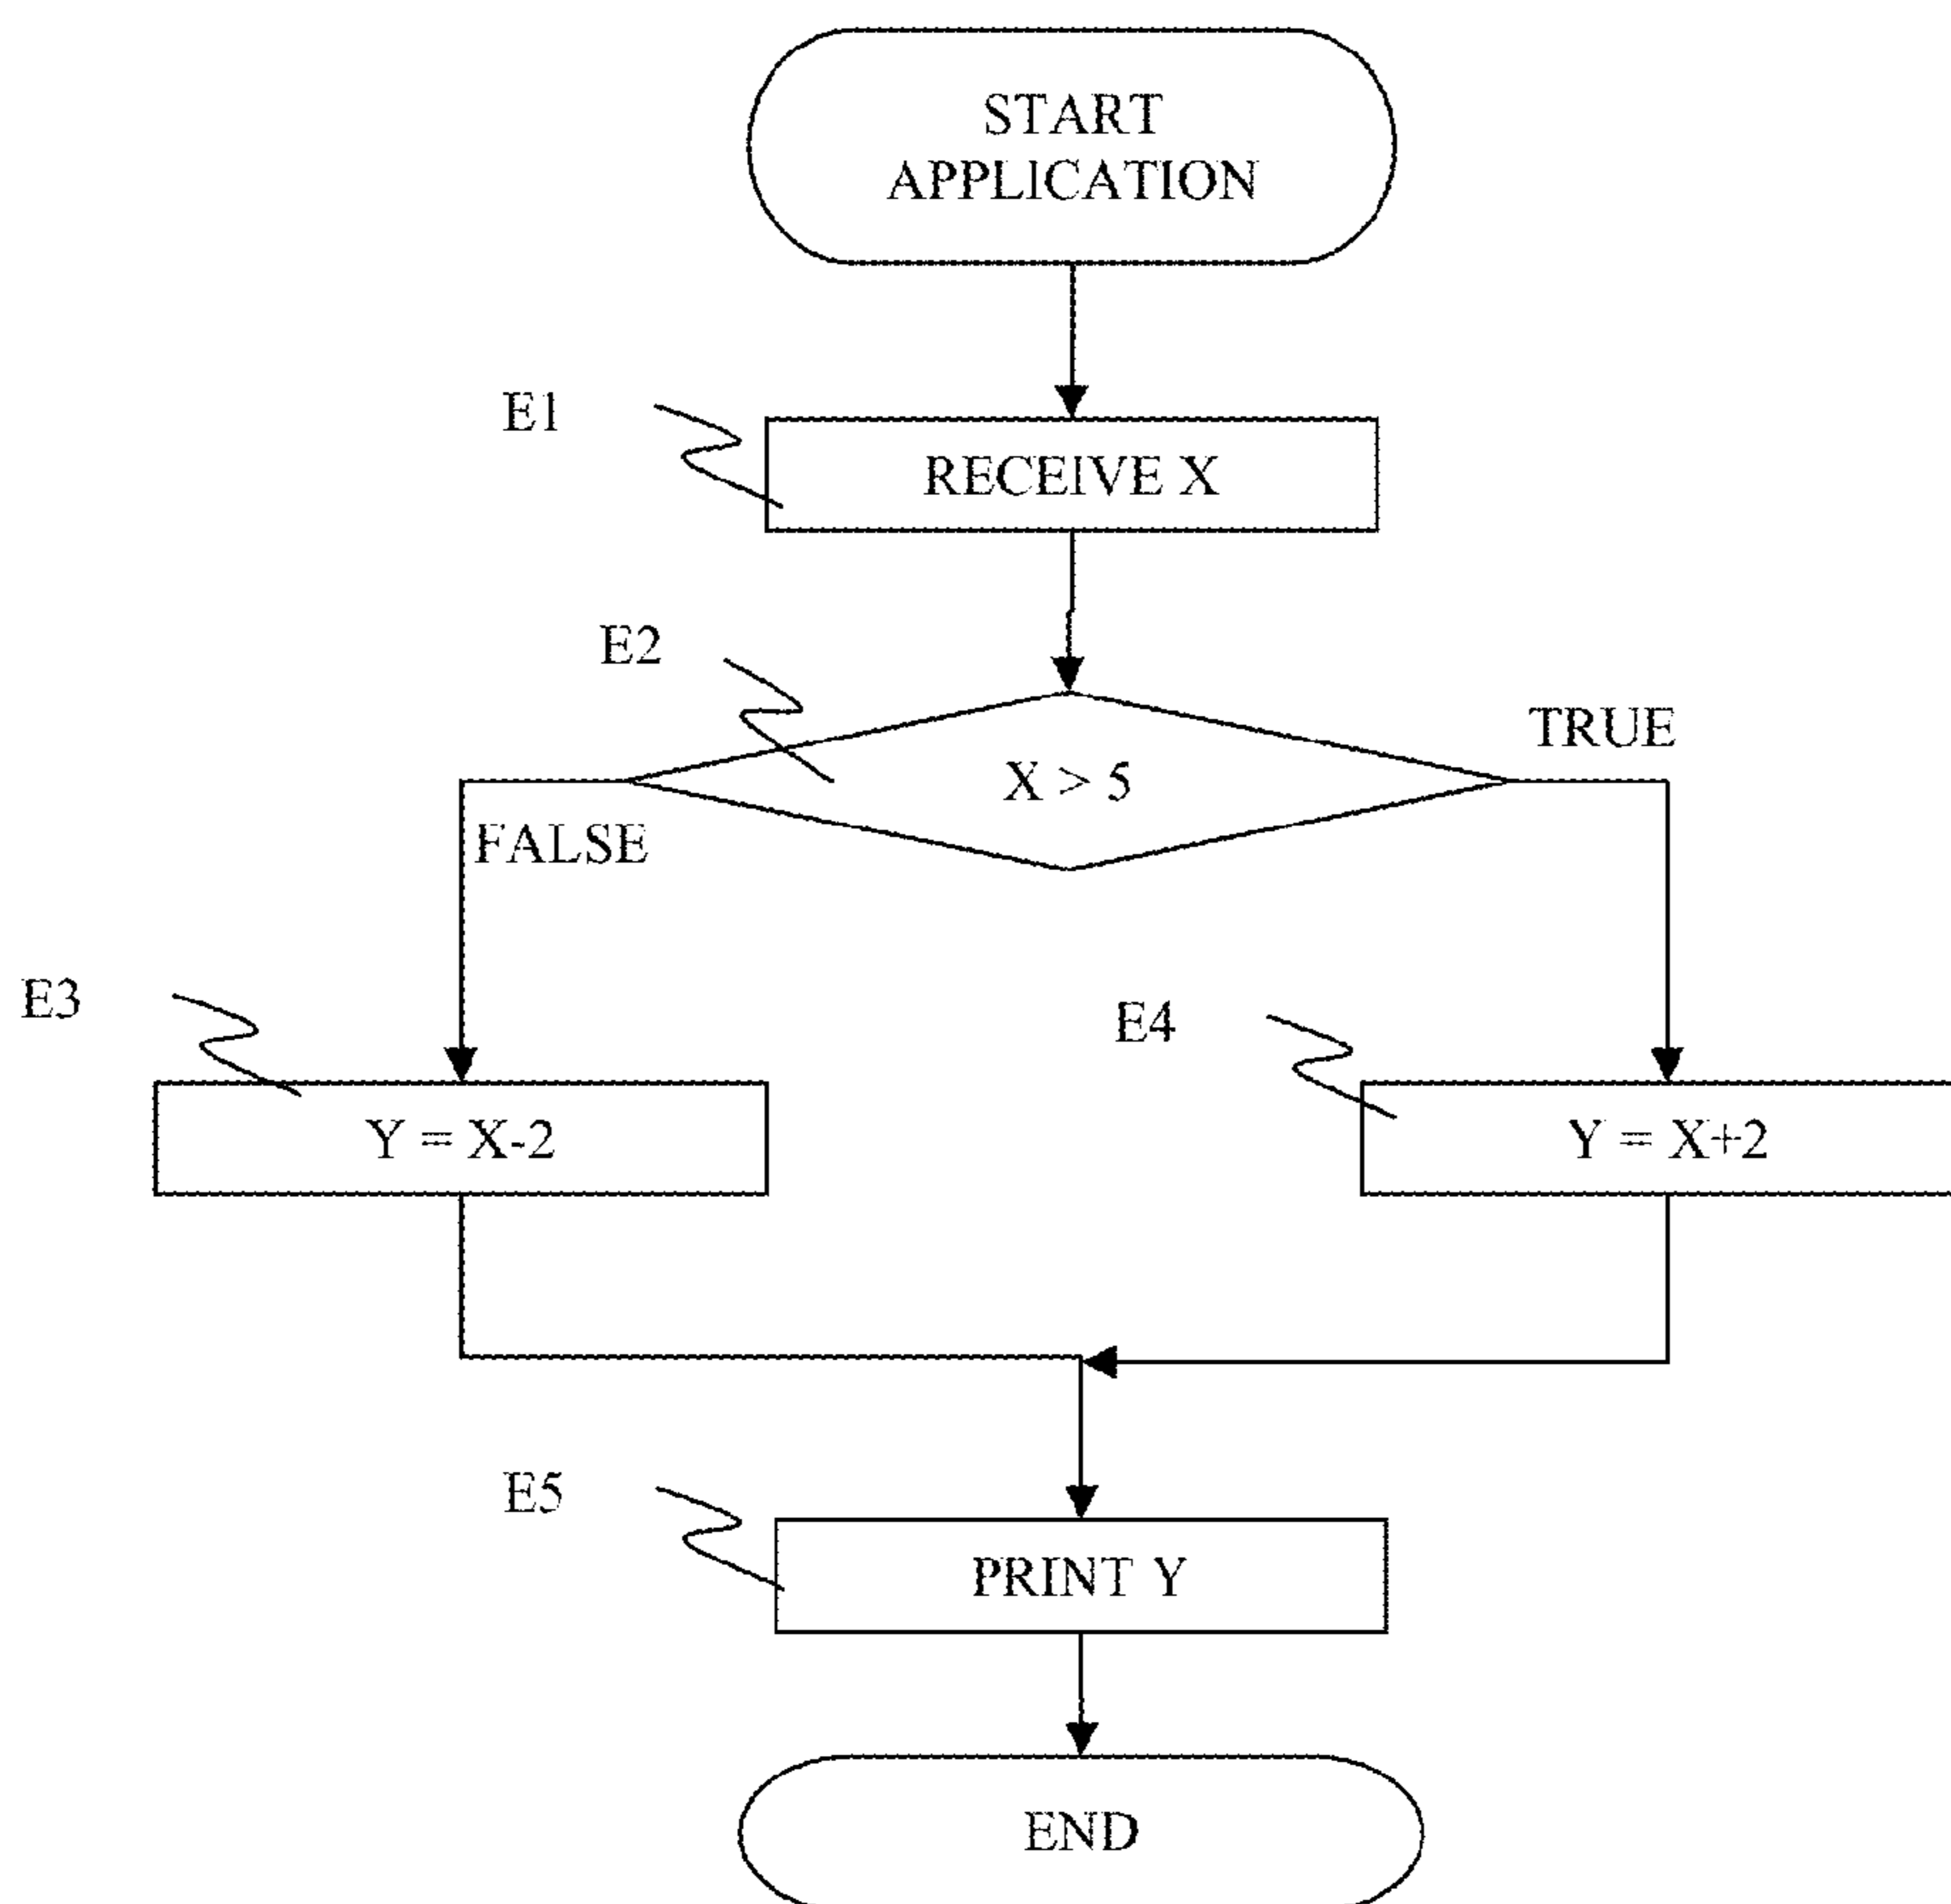 START
APPLICATION
E1
RECEIVE X
E2
TRUE
X > 5
FALSE
E3
E4
Y = X-2
Y = X+2
E5
PRINT Y
END